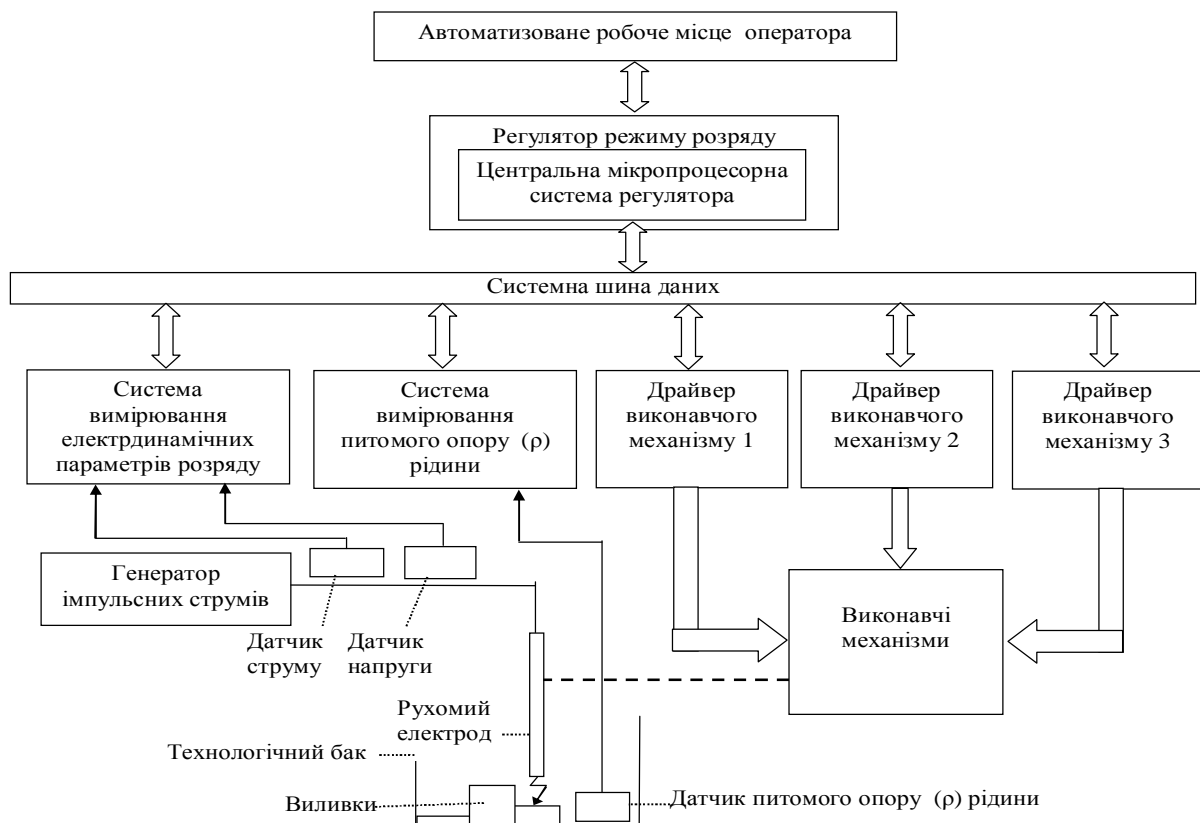 Автоматизоване робоче місце оператора
Регулятор режиму розряду
Центральна мікропроцесорна
система регулятора
Системна шина даних
Система
вимірювання
електрдинамічних
параметрів розряду
Система
вимірювання
питомого опору (ρ)
рідини
Драйвер
виконавчого
механізму 1
Драйвер
виконавчого
механізму 2
Драйвер
виконавчого
механізму 3
Генератор
імпульсних струмів
Датчик
струму
Датчик
напруги
Виконавчі
механізми
Рухомий
електрод
Технологічний бак
Виливки
Датчик питомого опору (ρ) рідини